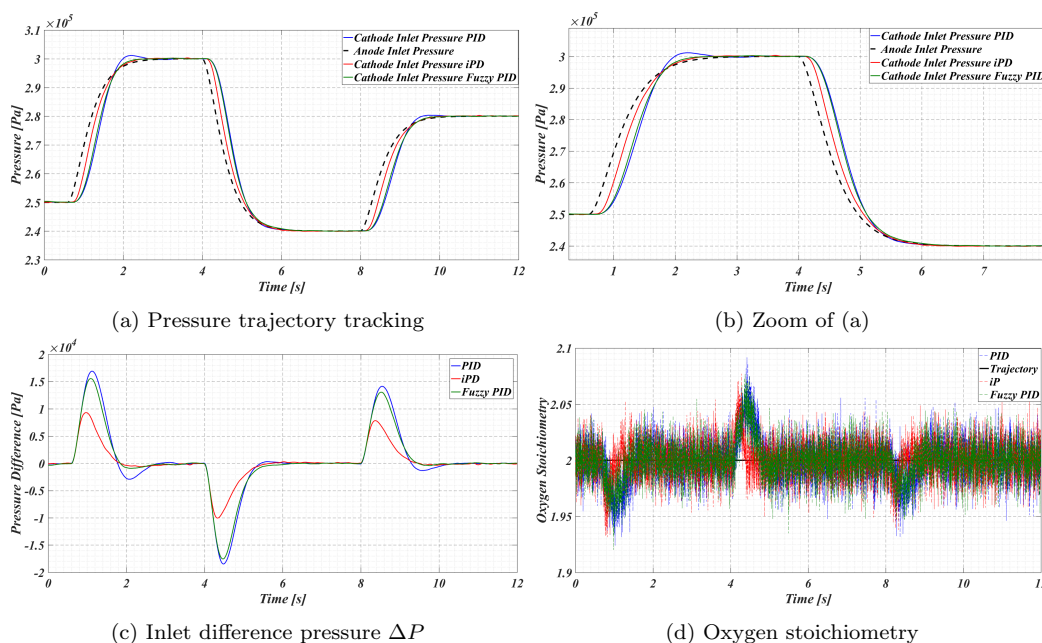 ×10⁵
3.1
3
2.9
2.8
2.7
2.6
2.5
2.4
2.3
Pressure [Pa]
0 2 4 6 8 10 12
Time [s]
Cathode Inlet Pressure PID
Anode Inlet Pressure
Cathode Inlet Pressure iPD
Cathode Inlet Pressure Fuzzy PID
(a) Pressure trajectory tracking
×10⁵
3
2.9
2.8
2.7
2.6
2.5
2.4
Pressure [Pa]
1 2 3 4 5 6 7
Time [s]
Cathode Inlet Pressure PID
Anode Inlet Pressure
Cathode Inlet Pressure iPD
Cathode Inlet Pressure Fuzzy PID
(b) Zoom of (a)
×10⁴
2
1.5
1
0.5
0
-0.5
-1
-1.5
-2
Pressure Difference [Pa]
0 2 4 6 8 10 12
Time [s]
PID
iPD
Fuzzy PID
(c) Inlet difference pressure ΔP
2.1
2.05
2
1.95
1.9
Oxygen Stoichiometry
0 2 4 6 8 10 12
Time [s]
PID
Trajectory
iP
Fuzzy PID
(d) Oxygen stoichiometry